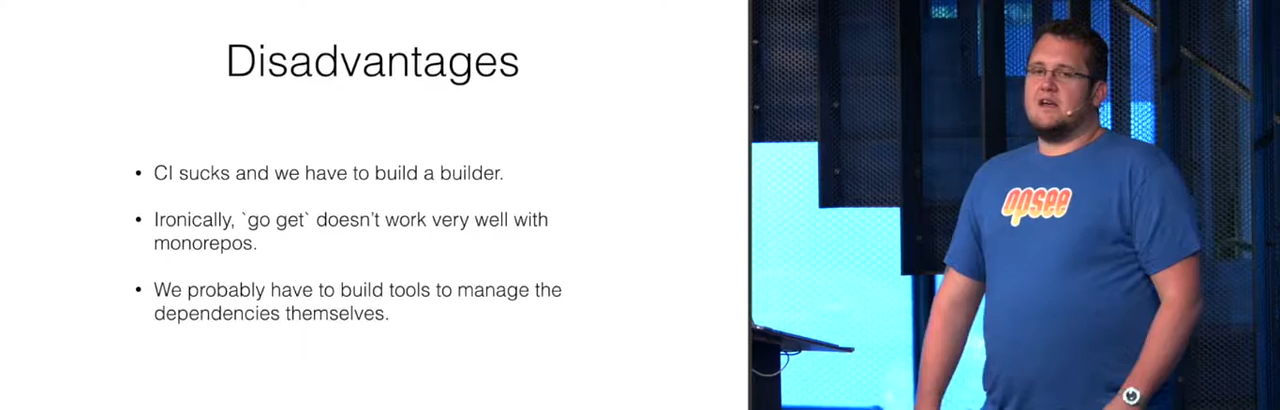 Disadvantages
• CI sucks and we have to build a builder.
• Ironically, `go get` doesn’t work very well with
monorepos.
• We probably have to build tools to manage the
dependencies themselves.
opsee